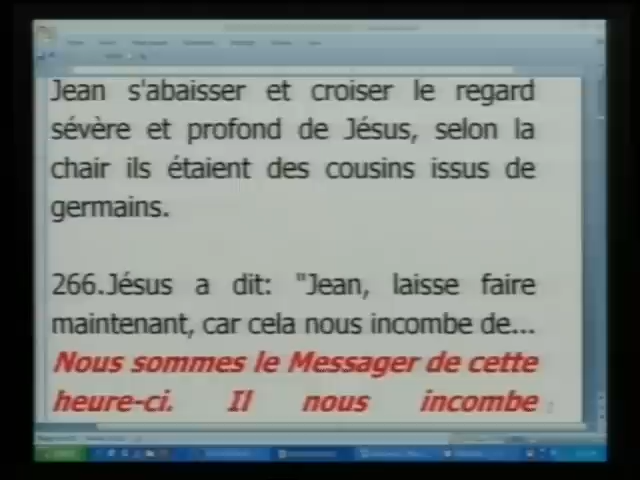 Jean s'abaisser et croiser le regard
sévère et profond de Jésus, selon la
chair ils étaient des cousins issus de
germains.
266.Jésus a dit: "Jean, laisse faire
maintenant, car cela nous incombe de...
Nous sommes le Messager de cette
heure-ci. Il nous incombe